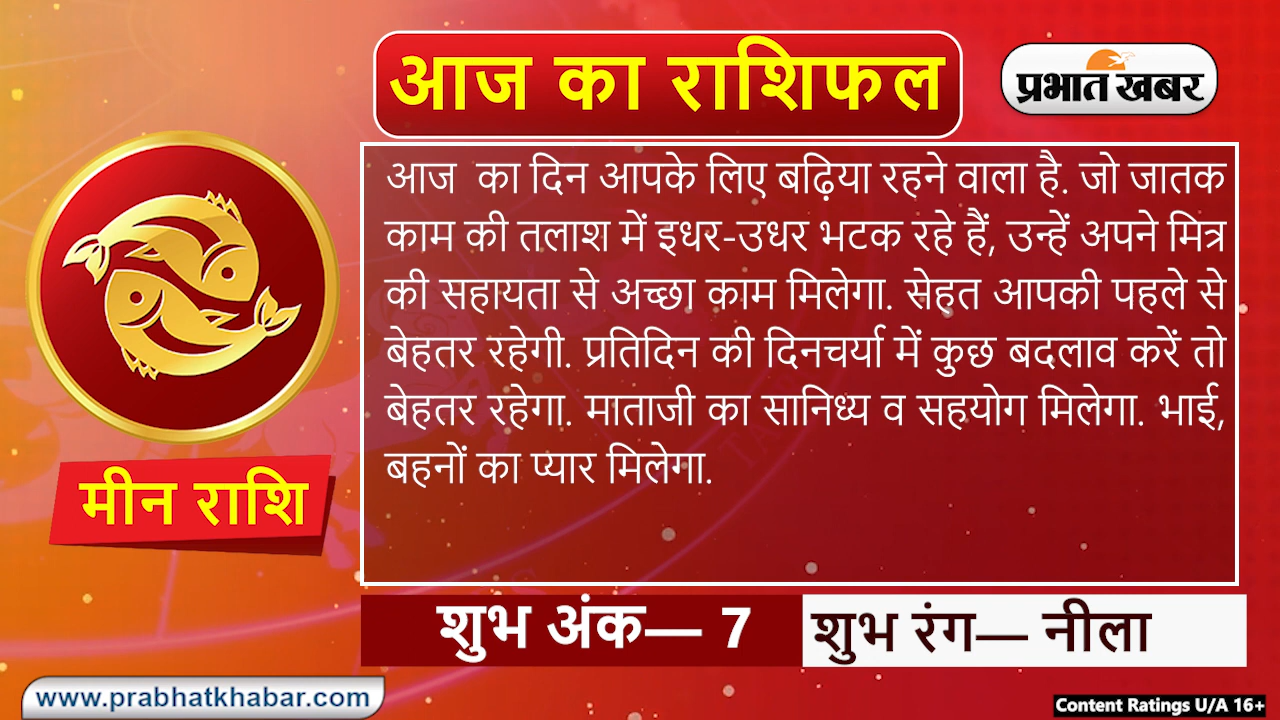 आज का राशिफल
प्रभात खबर
आज का दिन आपके लिए बढ़िया रहने वाला है. जो जातक
काम की तलाश में इधर-उधर भटक रहे हैं, उन्हें अपने मित्र
की सहायता से अच्छा काम मिलेगा. सेहत आपकी पहले से
बेहतर रहेगी. प्रतिदिन की दिनचर्या में कुछ बदलाव करें तो
बेहतर रहेगा. माताजी का सानिध्य व सहयोग मिलेगा. भाई,
बहनों का प्यार मिलेगा.
मीन राशि
शुभ अंक— 7
शुभ रंग— नीला
www.prabhatkhabar.com
Content Ratings U/A 16+